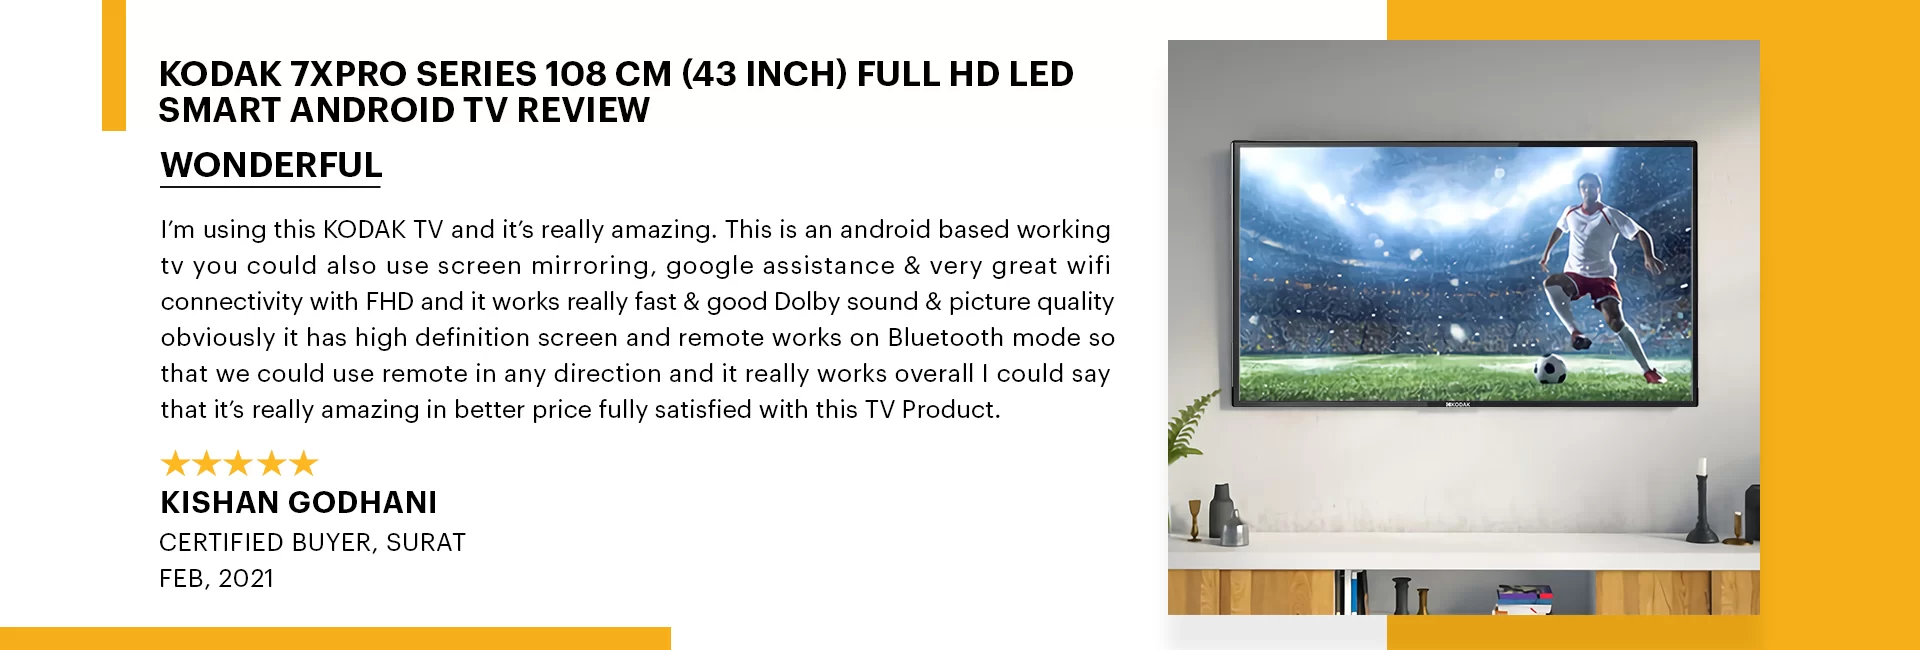 KODAK 7XPRO SERIES 108 CM (43 INCH) FULL HD LED
SMART ANDROID TV REVIEW
WONDERFUL
I’m using this KODAK TV and it’s really amazing. This is an android based working
tv you could also use screen mirroring, google assistance & very great wifi
connectivity with FHD and it works really fast & good Dolby sound & picture quality
obviously it has high definition screen and remote works on Bluetooth mode so
that we could use remote in any direction and it really works overall I could say
that it’s really amazing in better price fully satisfied with this TV Product.
KISHAN GODHANI
CERTIFIED BUYER, SURAT
FEB, 2021
KODAK